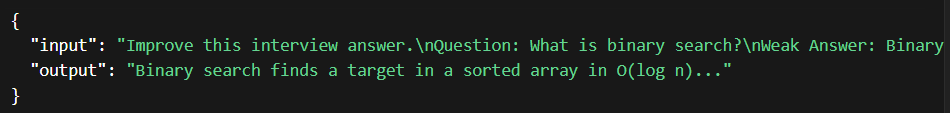 {
"input": "Improve this interview answer.\nQuestion: What is binary search?\nWeak Answer: Binary
"output": "Binary search finds a target in a sorted array in O(log n)..."
}